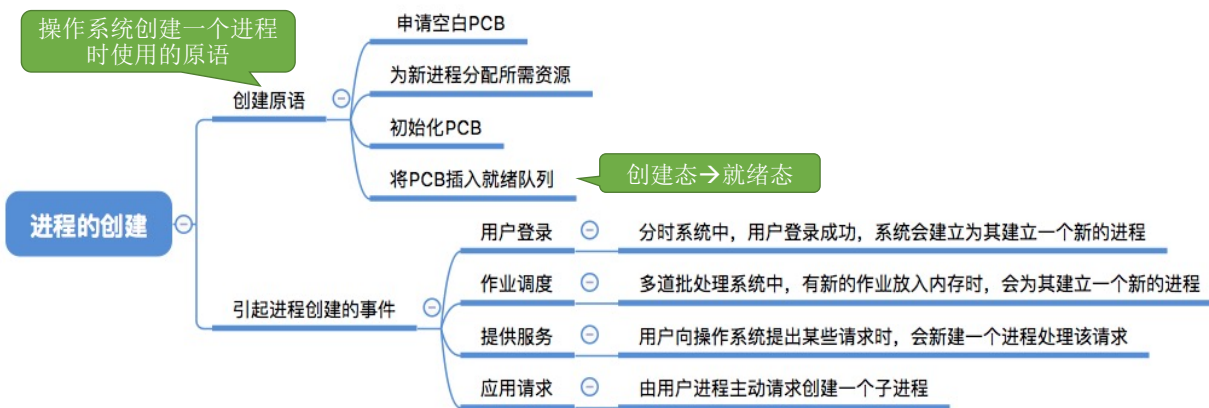 操作系统创建一个进程
时使用的原语
申请空白PCB
为新进程分配所需资源
创建原语
初始化PCB
将PCB插入就绪队列
创建态→就绪态
进程的创建
用户登录
分时系统中，用户登录成功，系统会建立为其建立一个新的进程
作业调度
多道批处理系统中，有新的作业放入内存时，会为其建立一个新的进程
引起进程创建的事件
提供服务
用户向操作系统提出某些请求时，会新建一个进程处理该请求
应用请求
由用户进程主动请求创建一个子进程